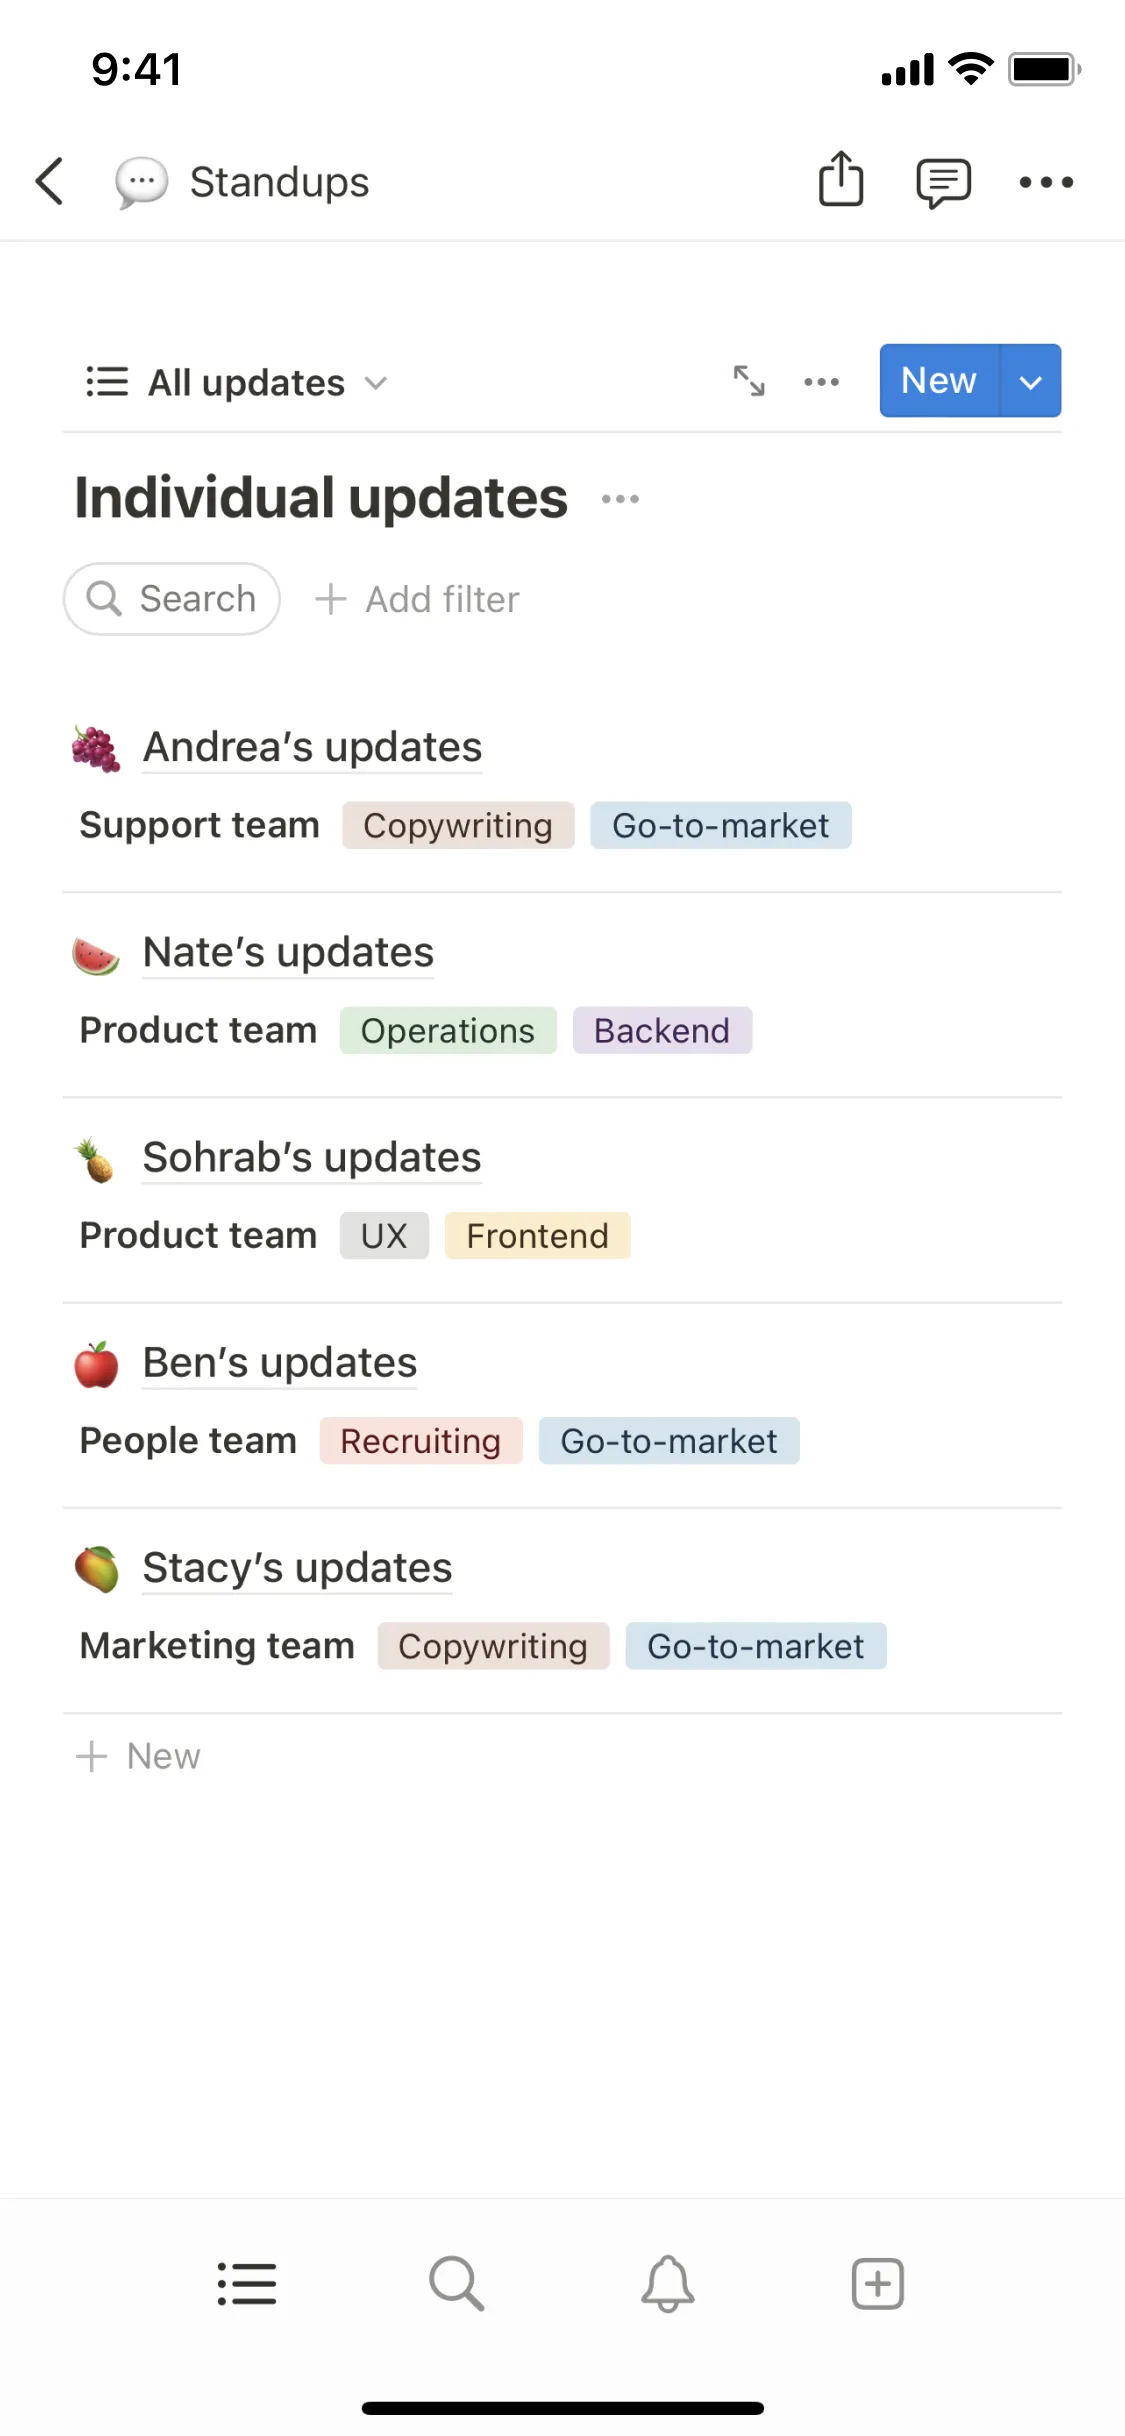 9:41
Standups
All updates
New
Individual updates
Search
Add filter
Andrea’s updates
Support team Copywriting Go-to-market
Nate’s updates
Product team Operations Backend
Sohrab’s updates
Product team UX Frontend
Ben’s updates
People team Recruiting Go-to-market
Stacy’s updates
Marketing team Copywriting Go-to-market
New